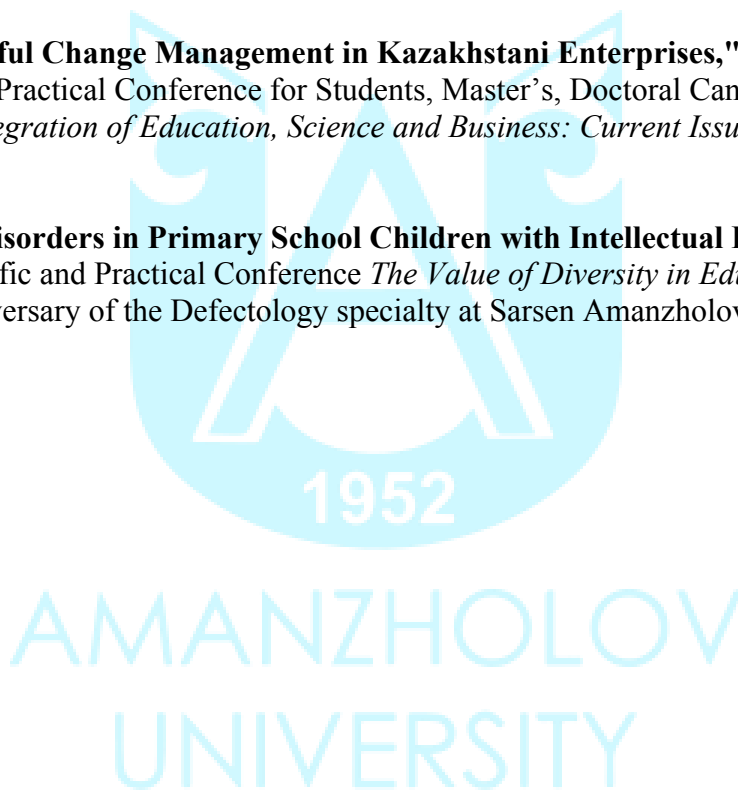 ful Change Management in Kazakhstani Enterprises,"
Practical Conference for Students, Master's, Doctoral Can
egration of Education, Science and Business: Current Issu
isorders in Primary School Children with Intellectual
fic and Practical Conference The Value of Diversity in Edu
versary of the Defectology specialty at Sarsen Amanzholov
1952
AMANZHOLOV
UNIVERSITY